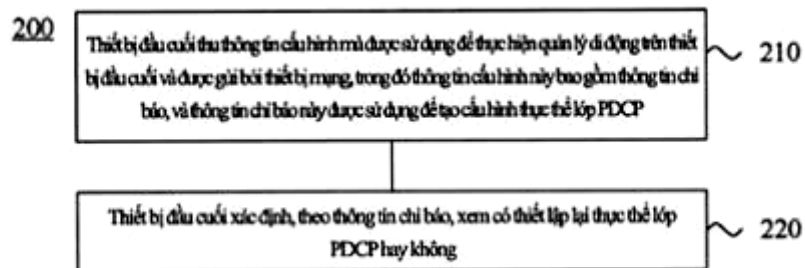 200
Thiết bị đầu cuối thu thông tin cấu hình mà được sử dụng để thực hiện quản lý di động trên thiết
bị đầu cuối và được gửi bởi thiết bị mạng, trong đó thông tin cấu hình này bao gồm thông tin chỉ
báo, và thông tin chỉ báo này được sử dụng để tạo cấu hình thực thể lớp PDCP
210
Thiết bị đầu cuối xác định, theo thông tin chỉ báo, xem có thiết lập lại thực thể lớp
PDCP hay không
220